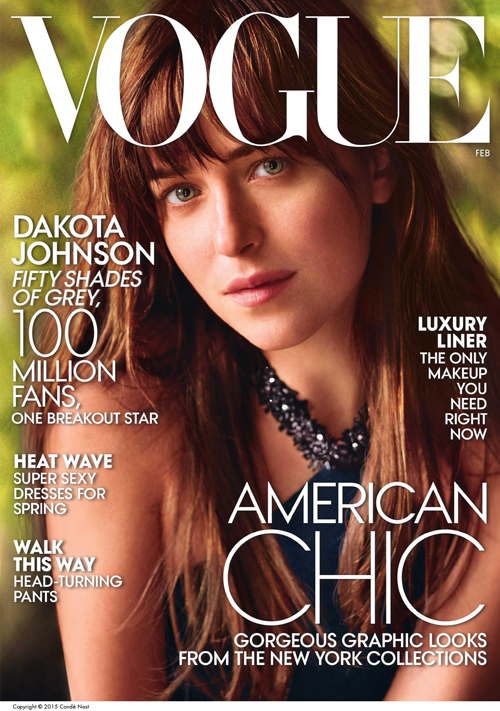 VOGUE
FEB
DAKOTA
JOHNSON
FIFTY SHADES
OF GREY,
100
MILLION
FANS,
ONE BREAKOUT STAR
LUXURY
LINER
THE ONLY
MAKEUP
YOU
NEED
RIGHT
NOW
HEAT WAVE
SUPER SEXY
DRESSES FOR
SPRING
WALK
THIS WAY
HEAD-TURNING
PANTS
AMERICAN
CHIC
GORGEOUS GRAPHIC LOOKS
FROM THE NEW YORK COLLECTIONS
Copyright © 2015 Condé Nast